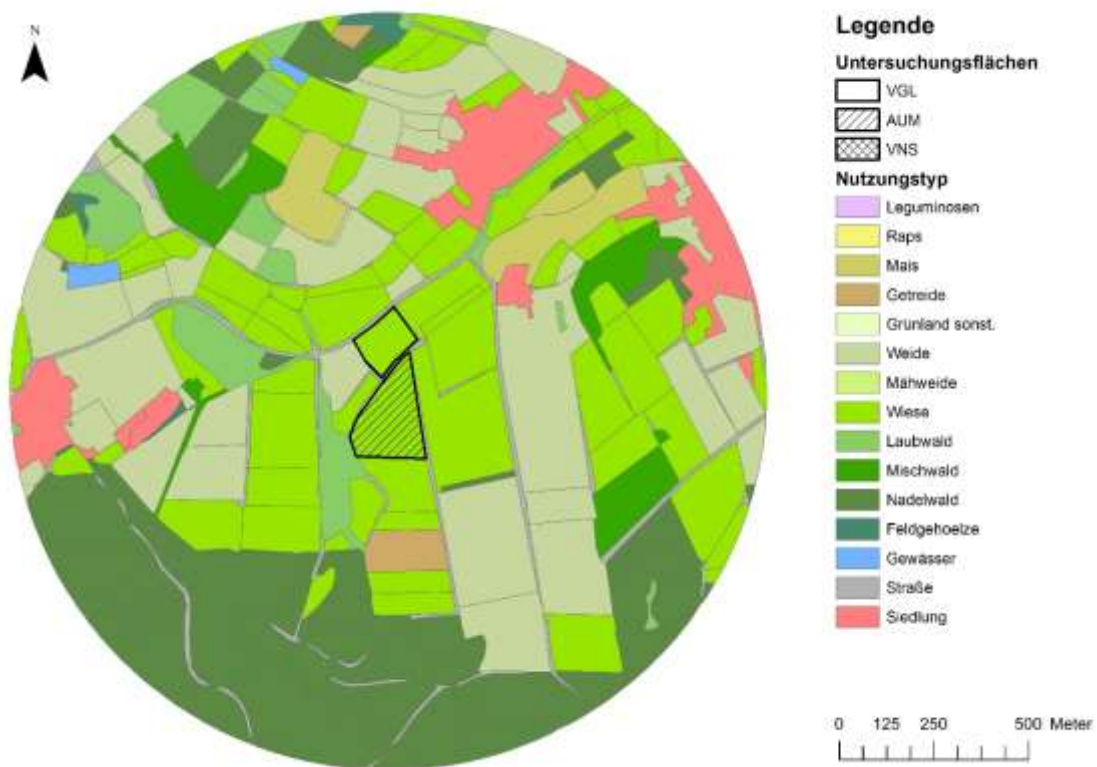 N
Legende
Untersuchungsflächen
VGL
AUM
VNS
Nutzungstyp
Leguminosen
Raps
Mais
Getreide
Grünland sonst.
Weide
Mähweide
Wiese
Laubwald
Mischwald
Nadelwald
Feldgehoelze
Gewässer
Straße
Siedlung
0 125 250 500 Meter